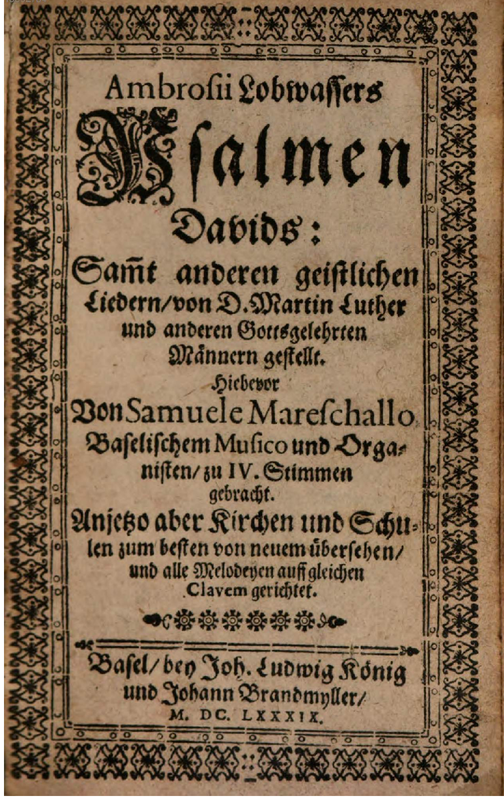 Ambrosii Lobwassers
Psalmen
Davids:
Sam̃t anderen geistlichen
Liedern/von D. Martin Luther
und anderen Gottsgelehrten
Männern gestellt.
Hiebevor
Von Samuele Mareschallo,
Baselischem Musico und Orga-
nisten/zu IV. Stimmen
gebracht.
Anjetzo aber Kirchen und Schu-
len zum besten von neuem übersehen/
und alle Melodeyen auff gleichen
Clavem gerichtet.
Basel/bey Joh. Ludwig König
und Johann Brandmyller/
M. DC. LXXXIX.